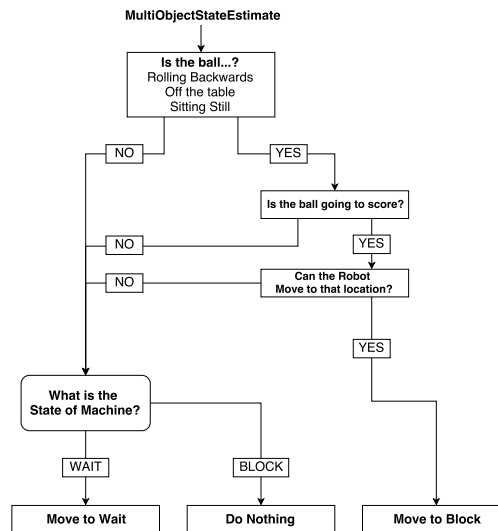 MultiObjectStateEstimate
Is the ball...?
Rolling Backwards
Off the table
Sitting Still
NO
YES
Is the ball going to score?
NO
YES
Can the Robot
Move to that location?
NO
YES
What is the
State of Machine?
WAIT
BLOCK
Move to Wait
Do Nothing
Move to Block